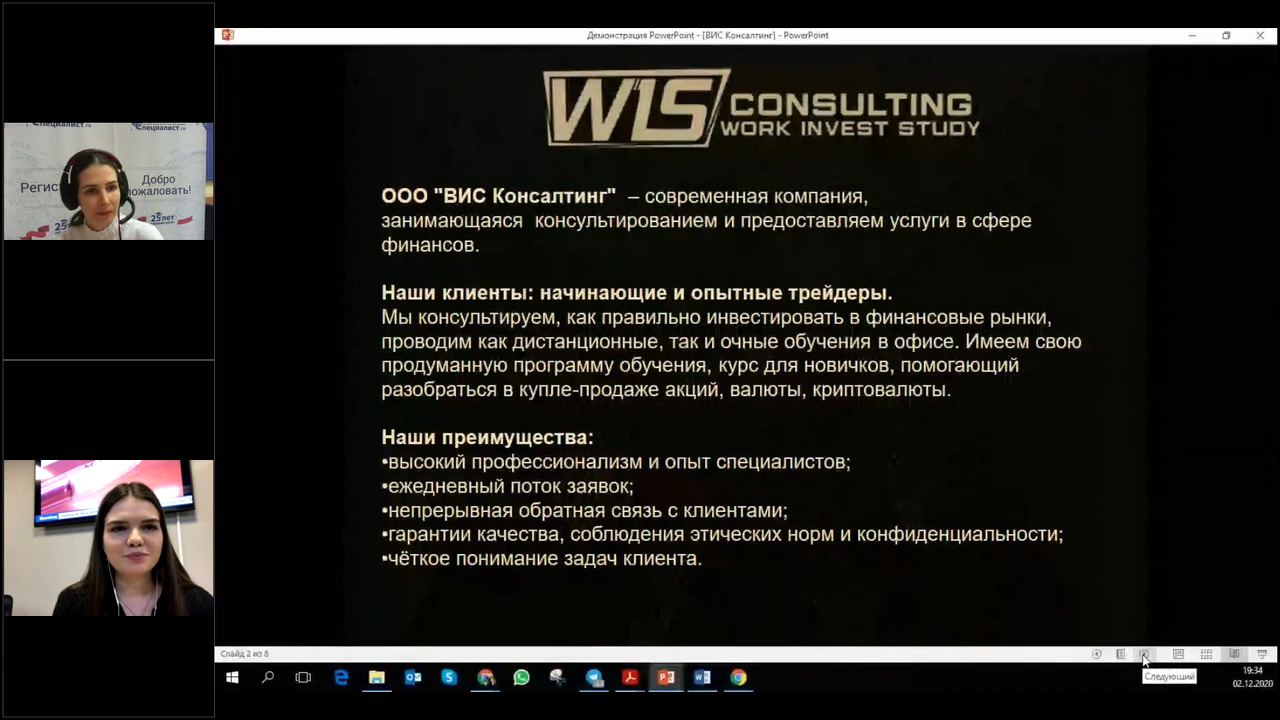 Демонстрация PowerPoint - [ВИС Консалтинг] - PowerPoint
WIS CONSULTING
WORK INVEST STUDY
ООО "ВИС Консалтинг" – современная компания,
занимающаяся консультированием и предоставляем услуги в сфере
финансов.
Наши клиенты: начинающие и опытные трейдеры.
Мы консультируем, как правильно инвестировать в финансовые рынки,
проводим как дистанционные, так и очные обучения в офисе. Имеем свою
продуманную программу обучения, курс для новичков, помогающий
разобраться в купле-продаже акций, валюты, криптовалюты.
Наши преимущества:
•высокий профессионализм и опыт специалистов;
•ежедневный поток заявок;
•непрерывная обратная связь с клиентами;
•гарантии качества, соблюдения этических норм и конфиденциальности;
•чёткое понимание задач клиента.
Слайд 2 из 8
Следующий
19:34
02.12.2020
Специалист.ru
Добро
пожаловать!
25 лет